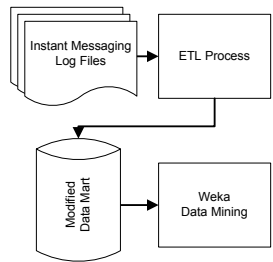 Instant Messaging
Log Files
ETL Process
Modified
Data Mart
Weka
Data Mining